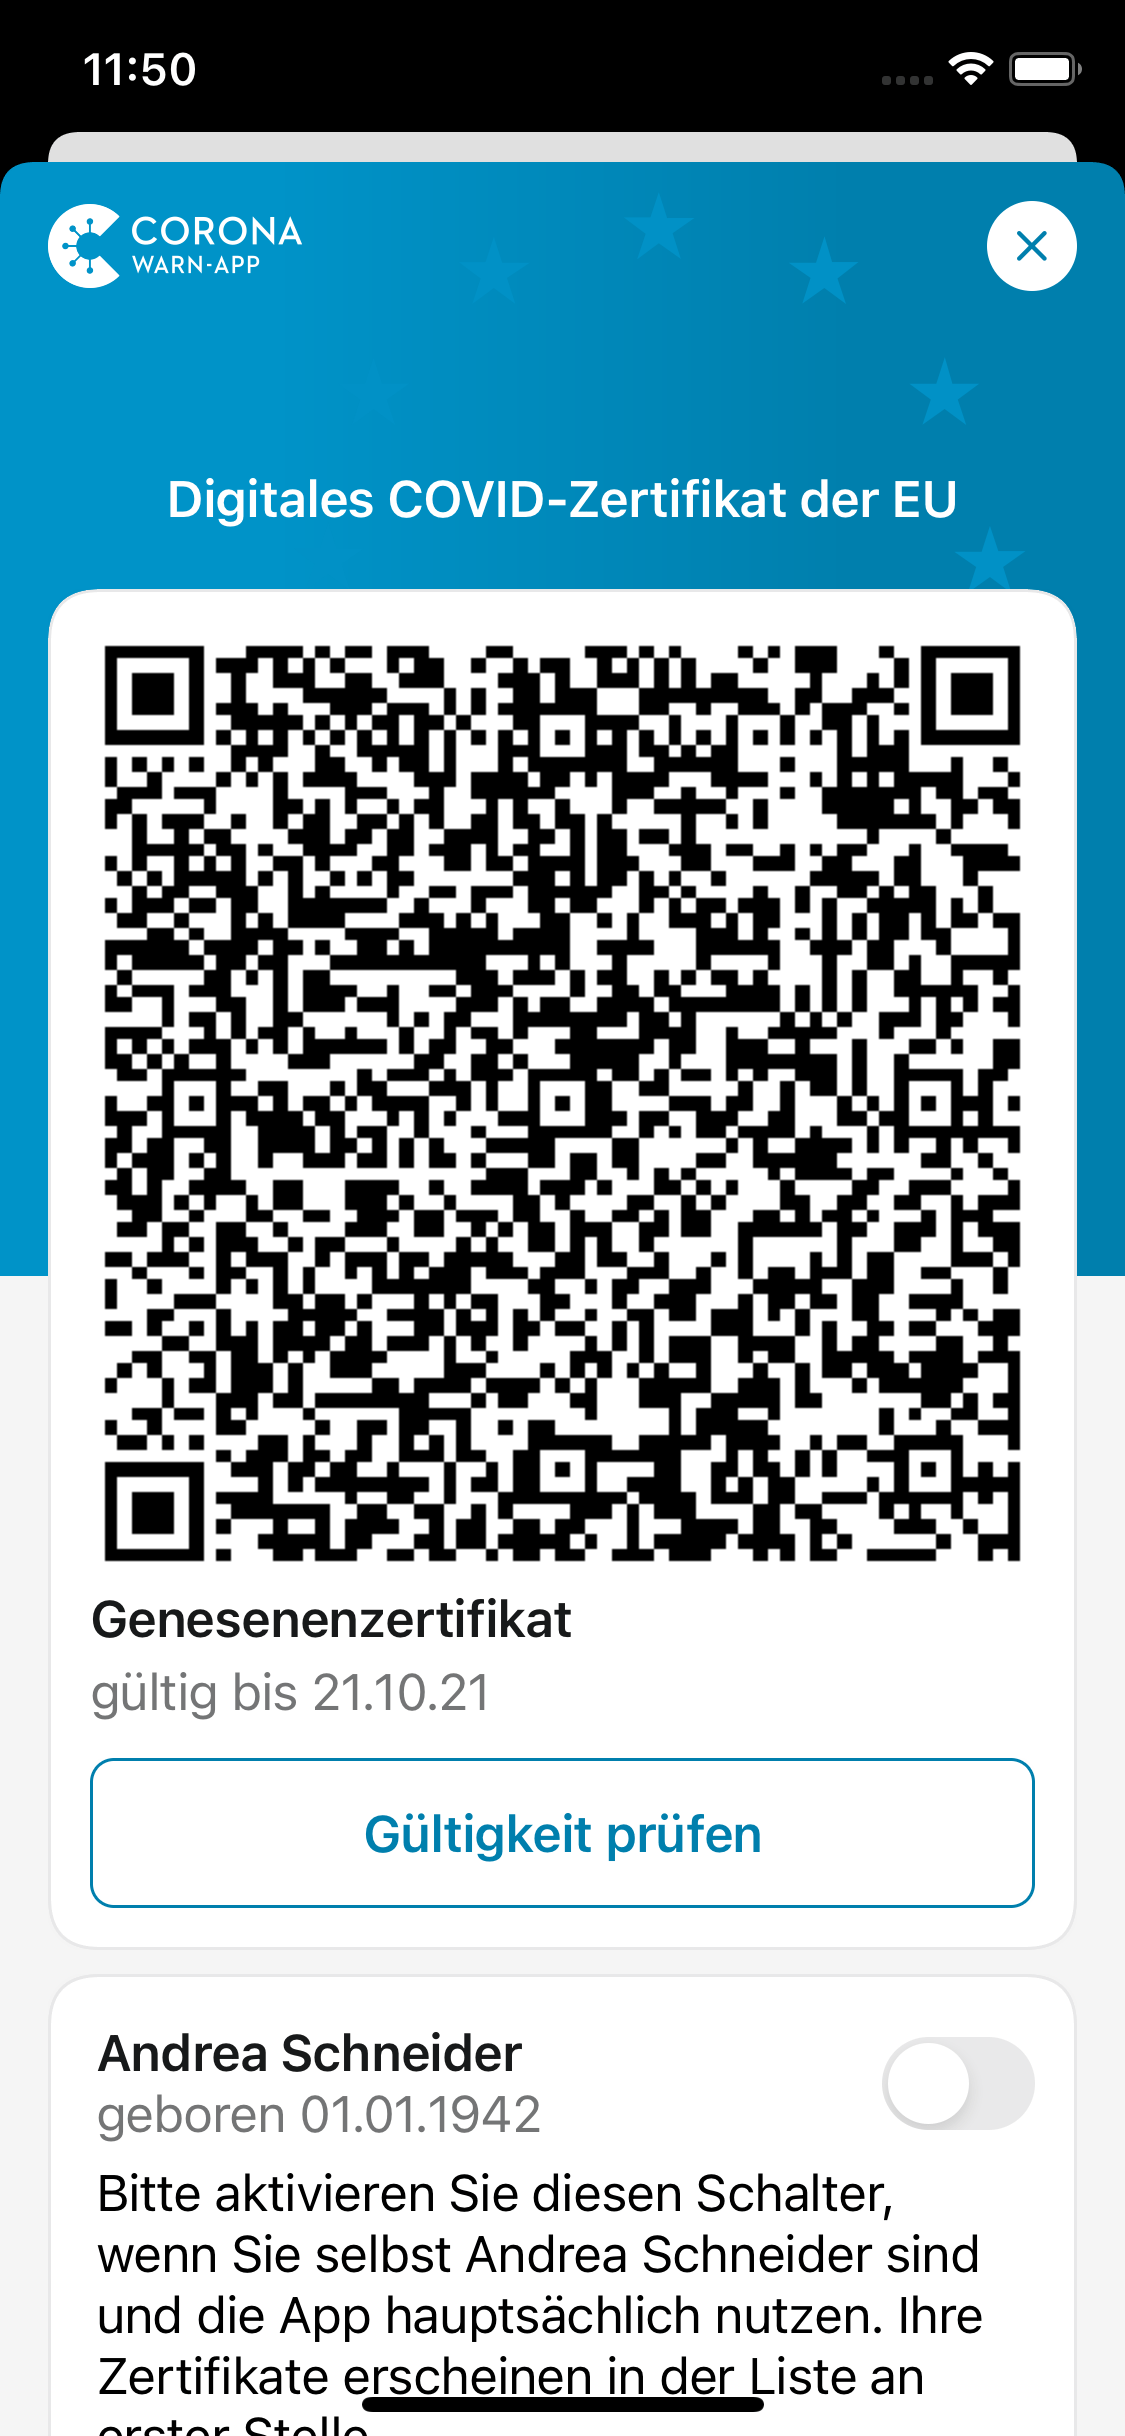 11:50
CORONA
WARN-APP
Digitales COVID-Zertifikat der EU
Genesenenzertifikat
gültig bis 21.10.21
Gültigkeit prüfen
Andrea Schneider
geboren 01.01.1942
Bitte aktivieren Sie diesen Schalter,
wenn Sie selbst Andrea Schneider sind
und die App hauptsächlich nutzen. Ihre
Zertifikate erscheinen in der Liste an
erster Stelle.